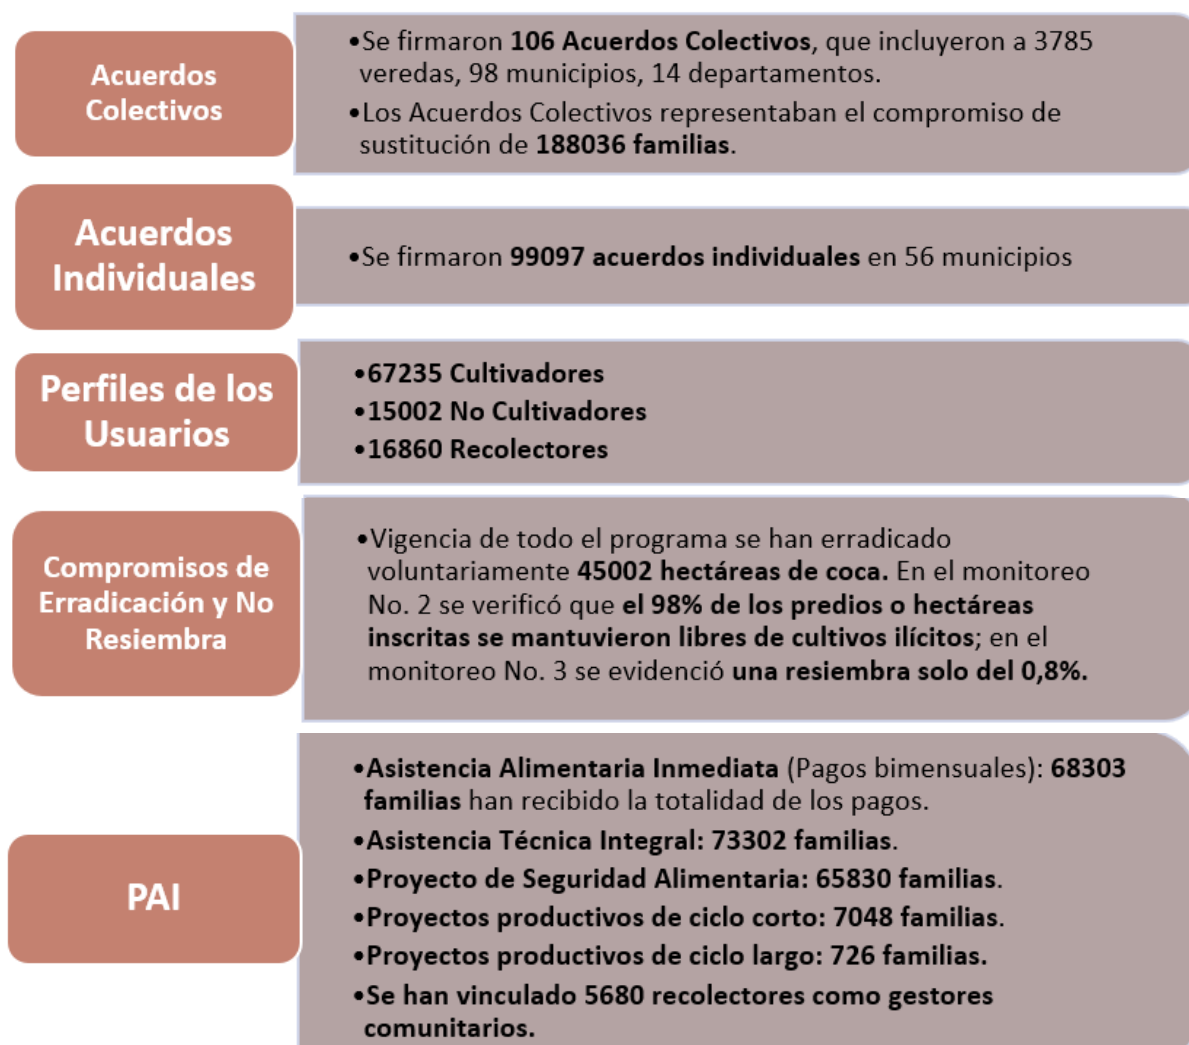 Acuerdos
Colectivos
•Se firmaron 106 Acuerdos Colectivos, que incluyeron a 3785
veredas, 98 municipios, 14 departamentos.
•Los Acuerdos Colectivos representaban el compromiso de
sustitución de 188036 familias.
Acuerdos
Individuales
•Se firmaron 99097 acuerdos individuales en 56 municipios
Perfiles de los
Usuarios
•67235 Cultivadores
•15002 No Cultivadores
•16860 Recolectores
Compromisos de
Erradicación y No
Resiembra
•Vigencia de todo el programa se han erradicado
voluntariamente 45002 hectáreas de coca. En el monitoreo
No. 2 se verificó que el 98% de los predios o hectáreas
inscritas se mantuvieron libres de cultivos ilícitos; en el
monitoreo No. 3 se evidenció una resiembra solo del 0,8%.
PAI
•Asistencia Alimentaria Inmediata (Pagos bimensuales): 68303
familias han recibido la totalidad de los pagos.
•Asistencia Técnica Integral: 73302 familias.
•Proyecto de Seguridad Alimentaria: 65830 familias.
•Proyectos productivos de ciclo corto: 7048 familias.
•Proyectos productivos de ciclo largo: 726 familias.
•Se han vinculado 5680 recolectores como gestores
comunitarios.